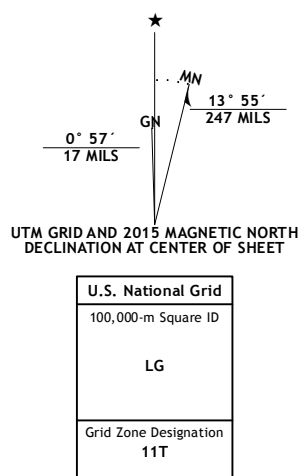 ★
MN
GN
13° 55´
247 MILS
0° 57´
17 MILS
UTM GRID AND 2015 MAGNETIC NORTH
DECLINATION AT CENTER OF SHEET
U.S. National Grid
100,000-m Square ID
LG
Grid Zone Designation
11T